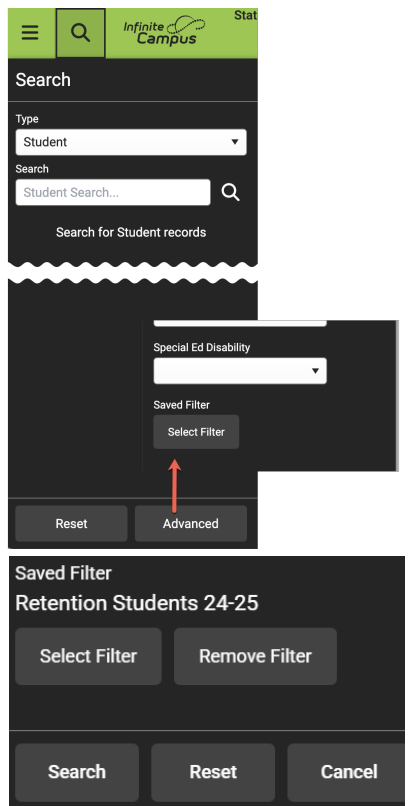 Stat
Infinite
Campus
Search
Type
Student
Search
Student Search...
Search for Student records
Special Ed Disability
Saved Filter
Select Filter
Reset Advanced
Saved Filter
Retention Students 24-25
Select Filter Remove Filter
Search Reset Cancel